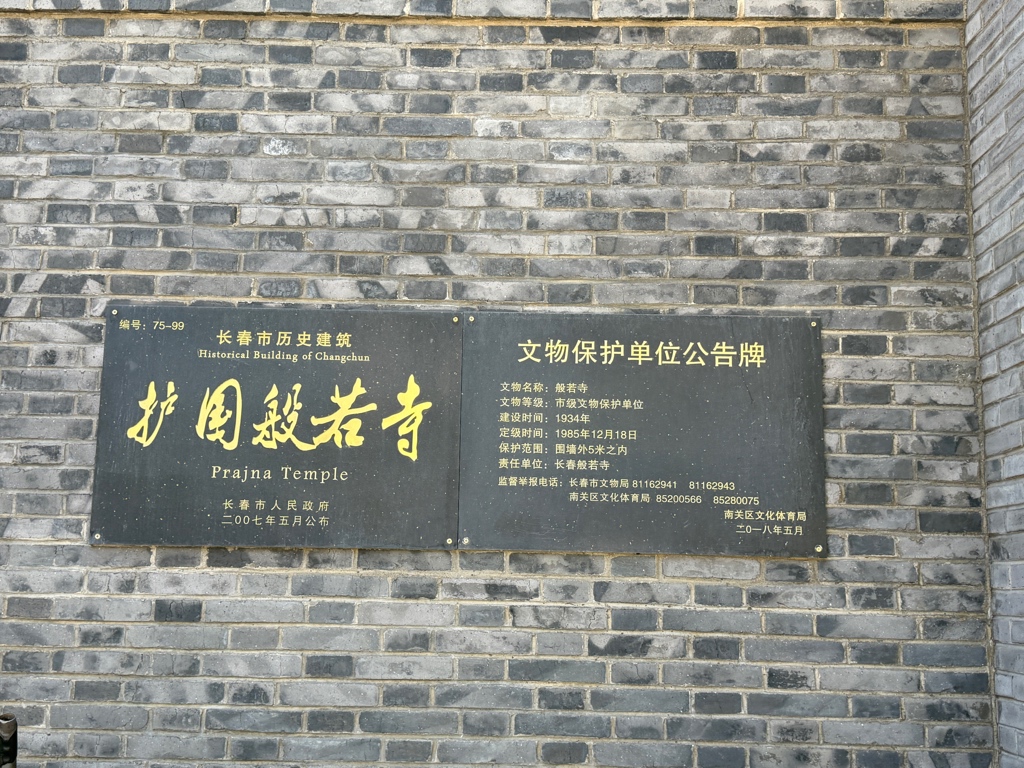 编号：75-99
长春市历史建筑
Historical Building of Changchun
护国般若寺
Prajna Temple
长春市人民政府
二〇〇七年五月公布
文物保护单位公告牌
文物名称：般若寺
文物等级：市级文物保护单位
建设时间：1934年
定级时间：1985年12月18日
保护范围：围墙外5米之内
责任单位：长春般若寺
监督举报电话：长春市文物局 81162941 81162943
南关区文化体育局 85200566 85280075
南关区文化体育局
二〇一八年五月